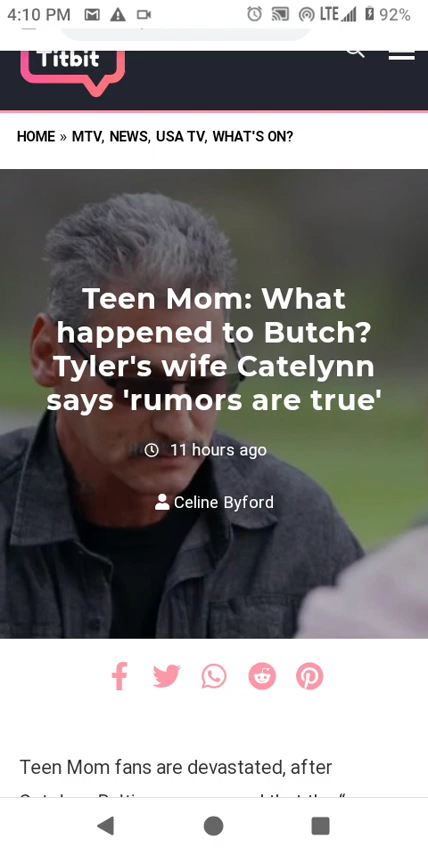 4:10 PM LTE 92%
Titbit
HOME » MTV, NEWS, USA TV, WHAT'S ON?
Teen Mom: What
happened to Butch?
Tyler's wife Catelynn
says 'rumors are true'
11 hours ago
Celine Byford
Teen Mom fans are devastated, after